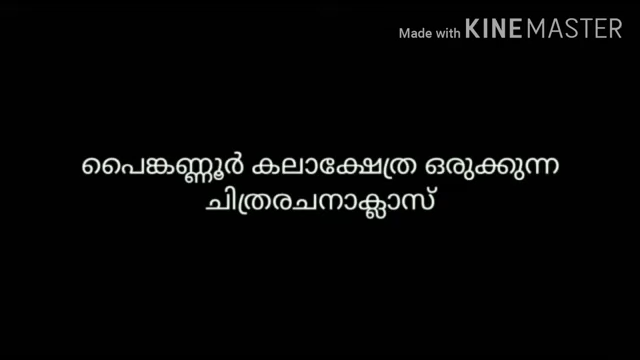 Made with KINEMASTER
പൈങ്കണ്ണൂർ കലാക്ഷേത്ര ഒരുക്കുന്ന
ചിത്രരചനാക്ലാസ്